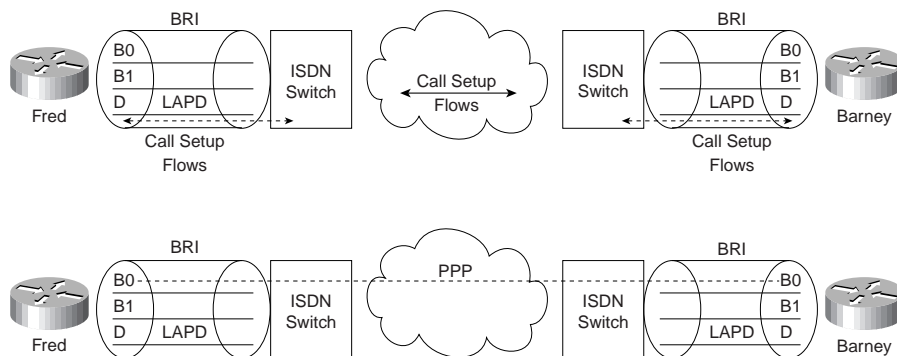 BRI
BRI
B0
B0
B1
ISDN
Switch
Call Setup
Flows
ISDN
Switch
B1
D
LAPD
LAPD
D
Fred
Barney
Call Setup
Flows
Call Setup
Flows
BRI
BRI
B0
PPP
B0
B1
ISDN
Switch
ISDN
Switch
B1
D
LAPD
LAPD
D
Fred
Barney